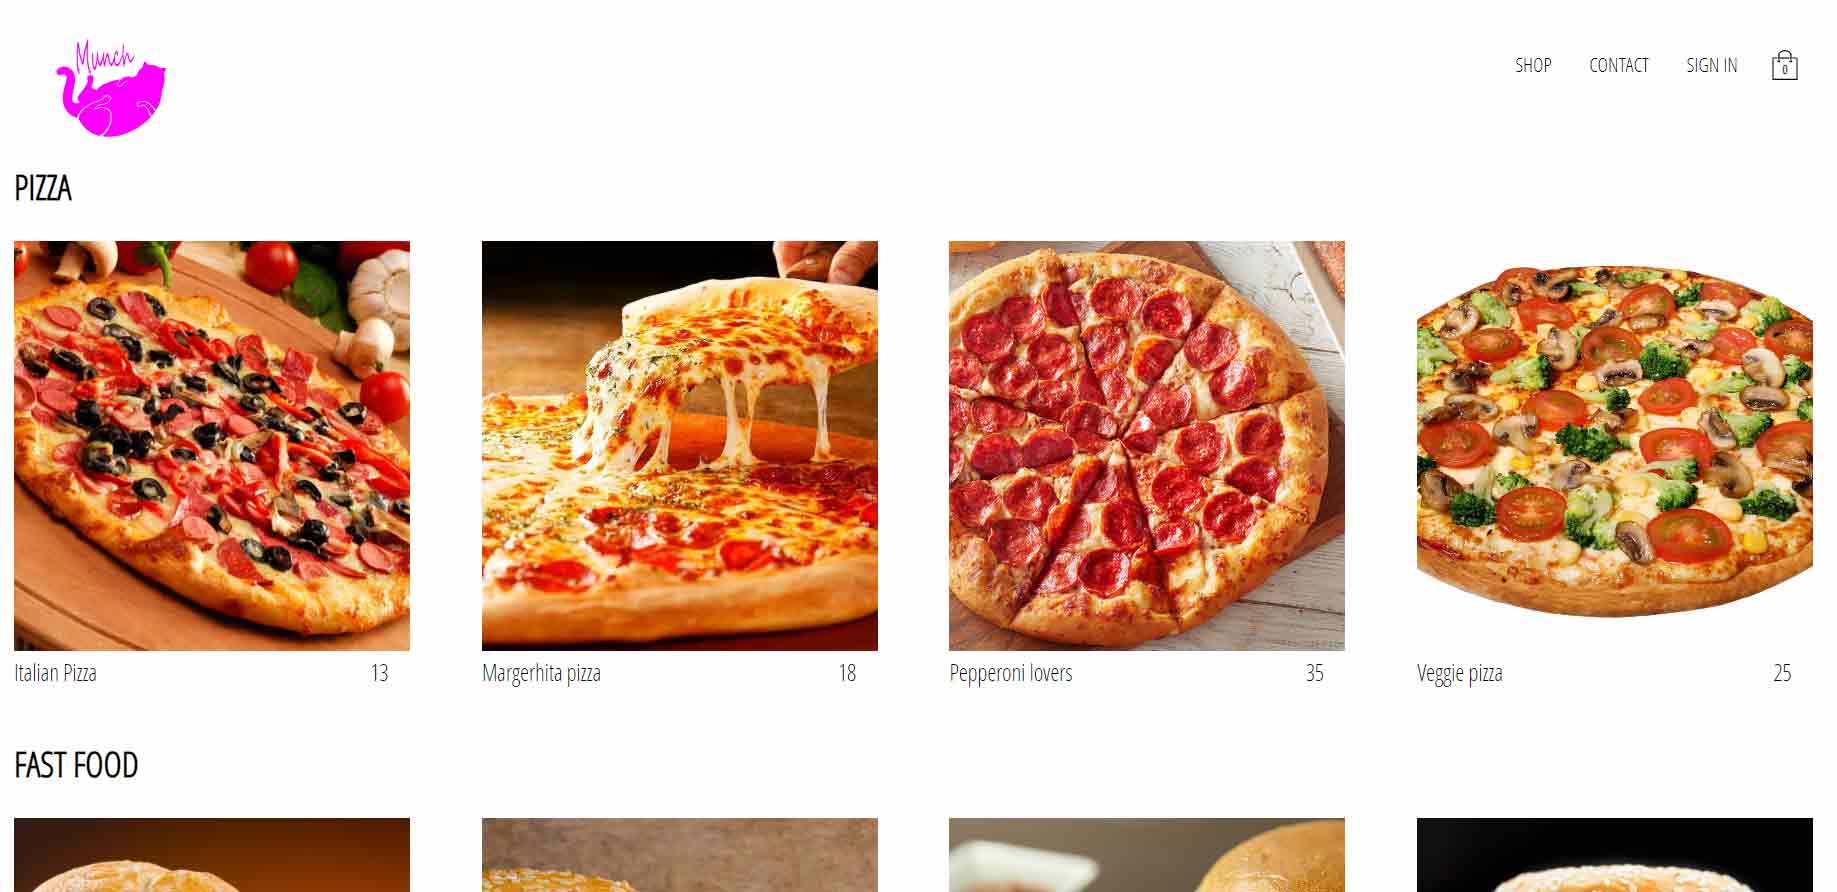 Munch
SHOP CONTACT SIGN IN 0
PIZZA
Italian Pizza 13
Margerhita pizza 18
Pepperoni lovers 35
Veggie pizza 25
FAST FOOD